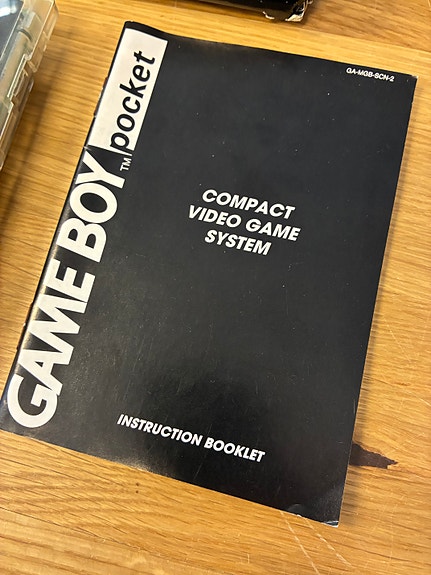 GA-MGB-SCN-2
GAME BOY™ pocket
COMPACT
VIDEO GAME
SYSTEM
INSTRUCTION BOOKLET